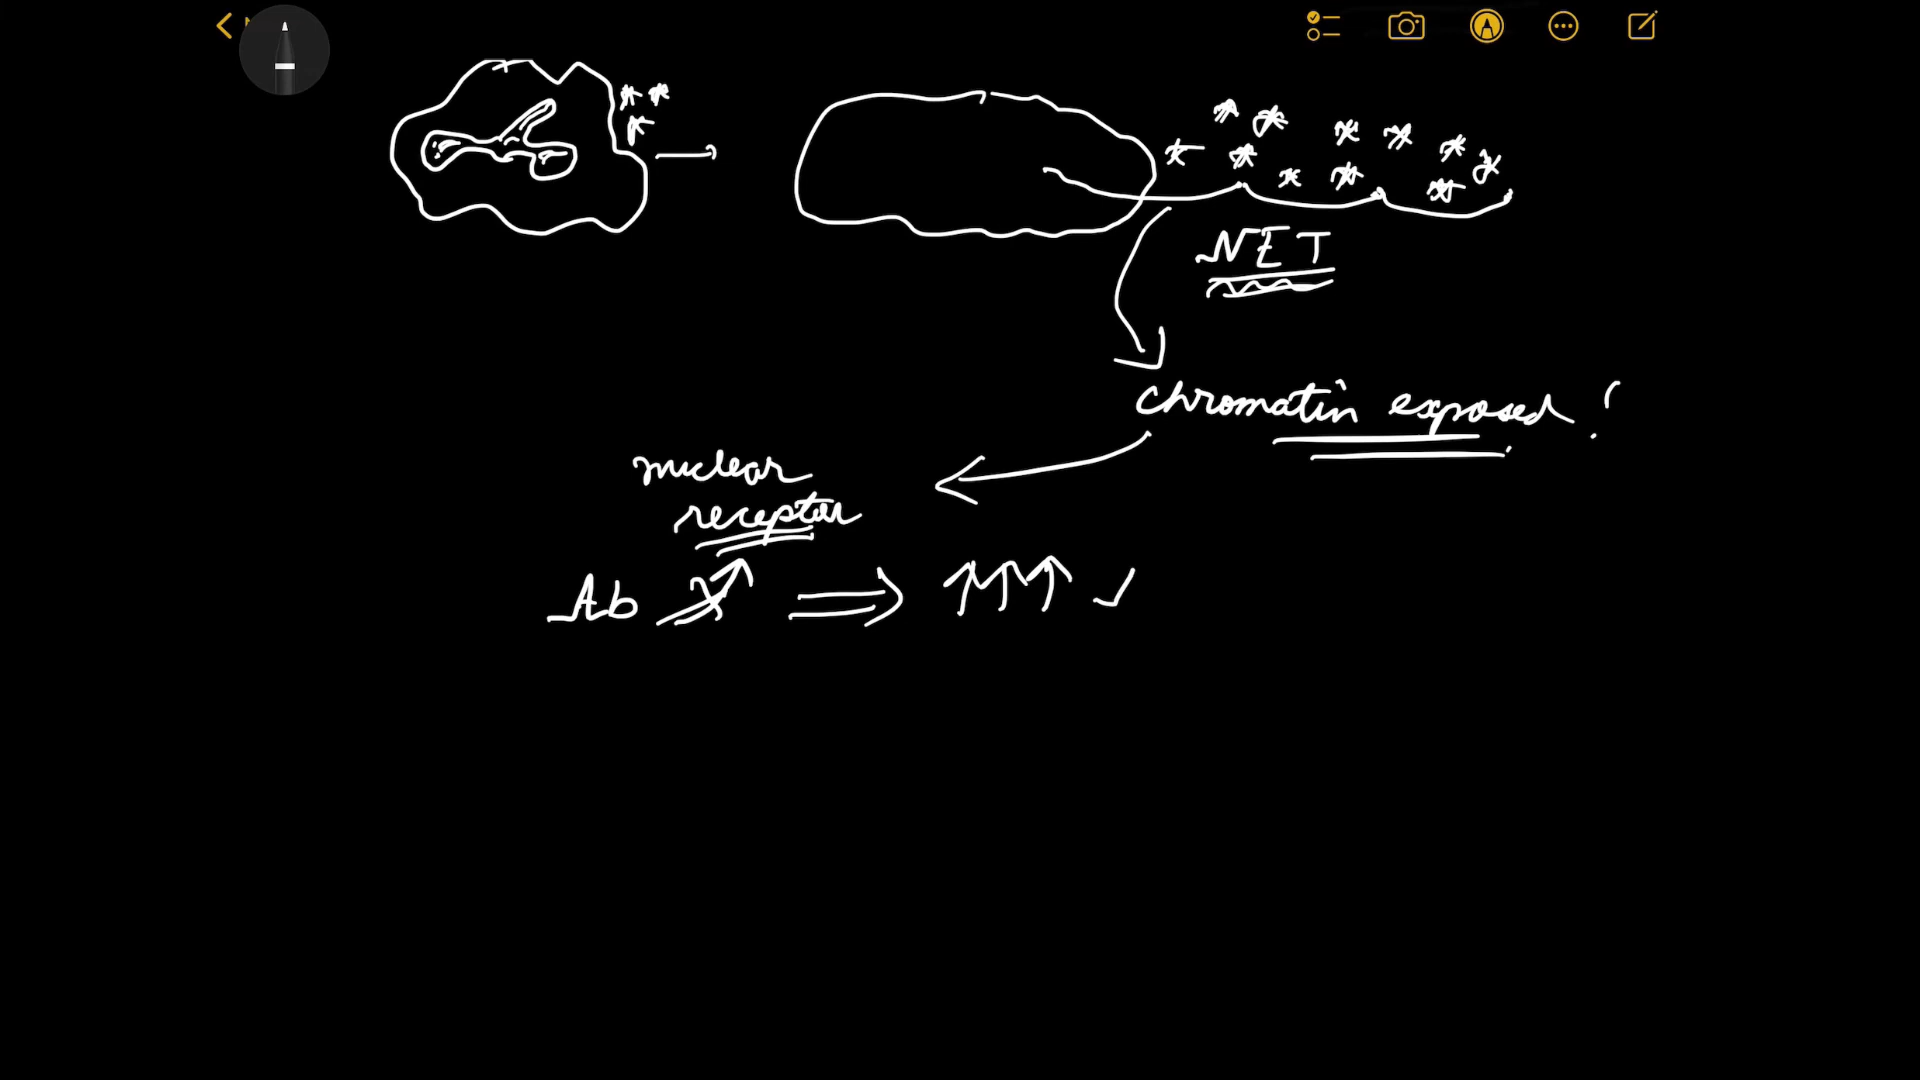 NET
chromatin exposed !
nuclear
receptor
Ab ⇒ ↑↑↑ ✓